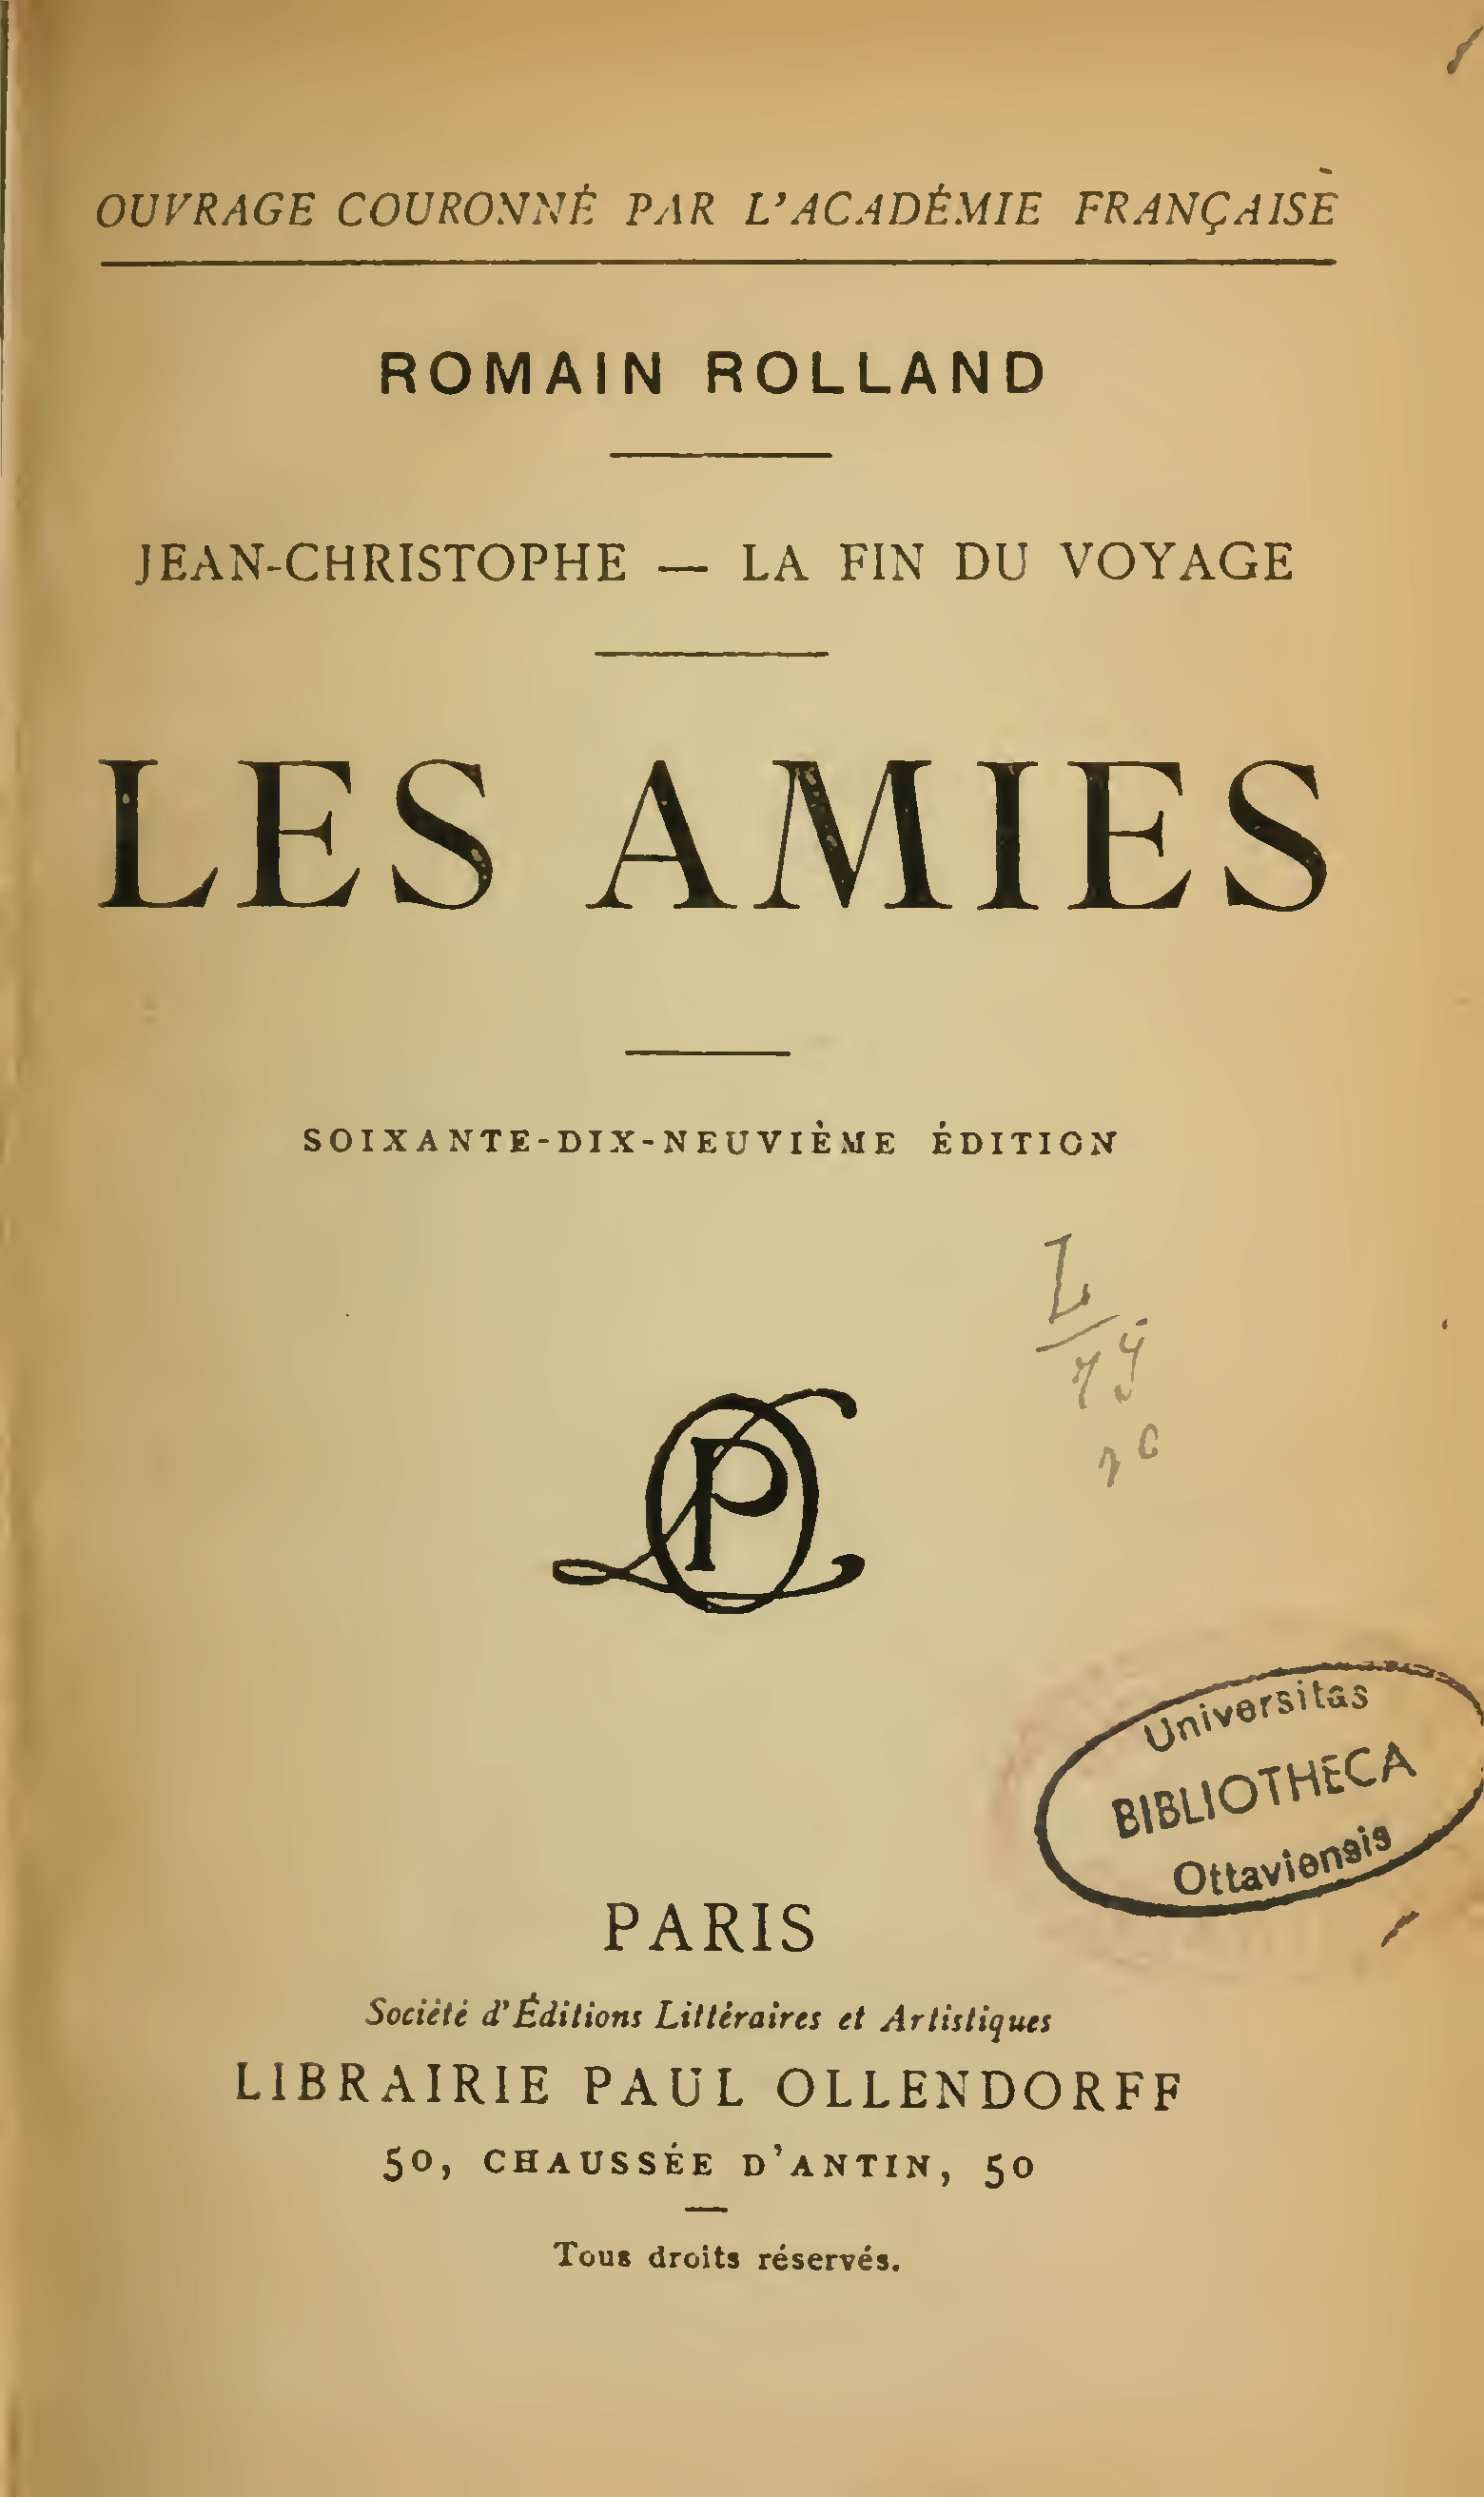 OUVRAGE COURONNÉ PAR L'ACADÉMIE FRANÇAISE
ROMAIN ROLLAND
JEAN-CHRISTOPHE — LA FIN DU VOYAGE
LES AMIES
SOIXANTE-DIX-NEUVIÈME ÉDITION
Universitas
BIBLIOTHECA
Ottaviensis
PARIS
Société d'Éditions Littéraires et Artistiques
LIBRAIRIE PAUL OLLENDORFF
50, CHAUSSÉE D'ANTIN, 50
Tous droits réservés.